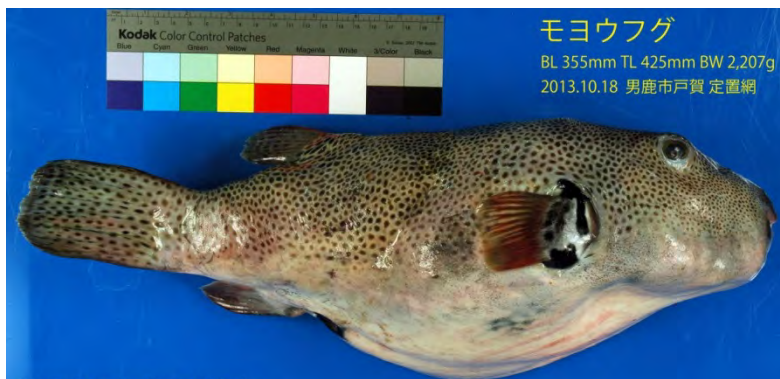 Kodak Color Control Patches
Blue Cyan Green Yellow Red Magenta White 3/Color Black
モヨウフグ
BL 355mm TL 425mm BW 2,207g
2013.10.18 男鹿市戸賀 定置網